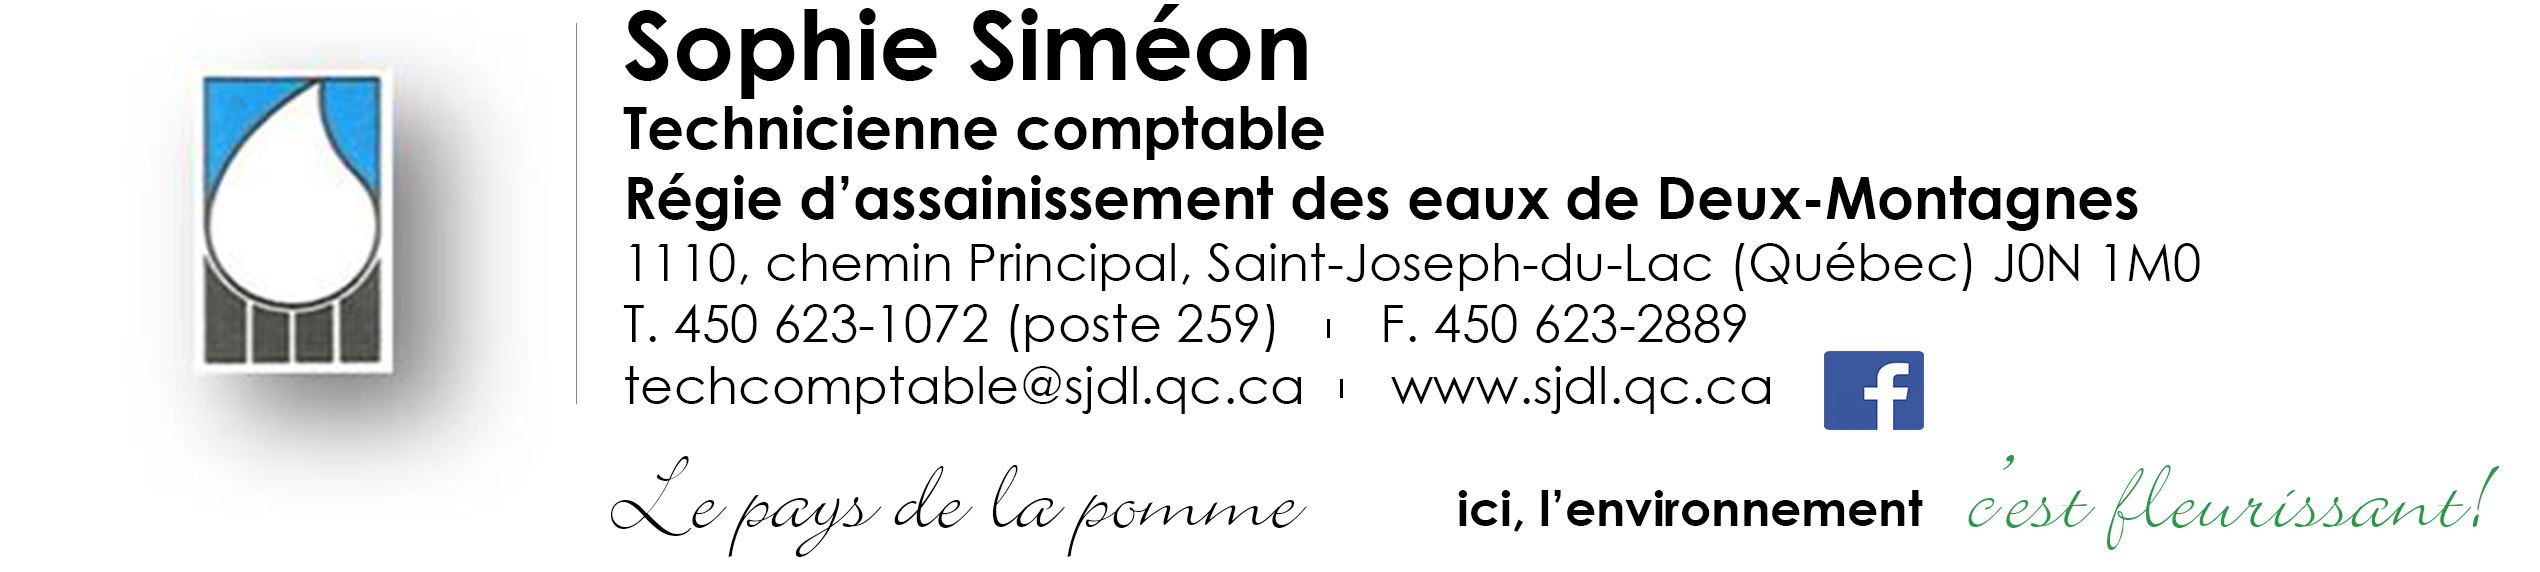 Sophie Siméon
Technicienne comptable
Régie d’assainissement des eaux de Deux-Montagnes
1110, chemin Principal, Saint-Joseph-du-Lac (Québec) J0N 1M0
T. 450 623-1072 (poste 259) ı F. 450 623-2889
techcomptable@sjdl.qc.ca ı www.sjdl.qc.ca f
Le pays de la pomme ici, l’environnement c’est fleurissant!